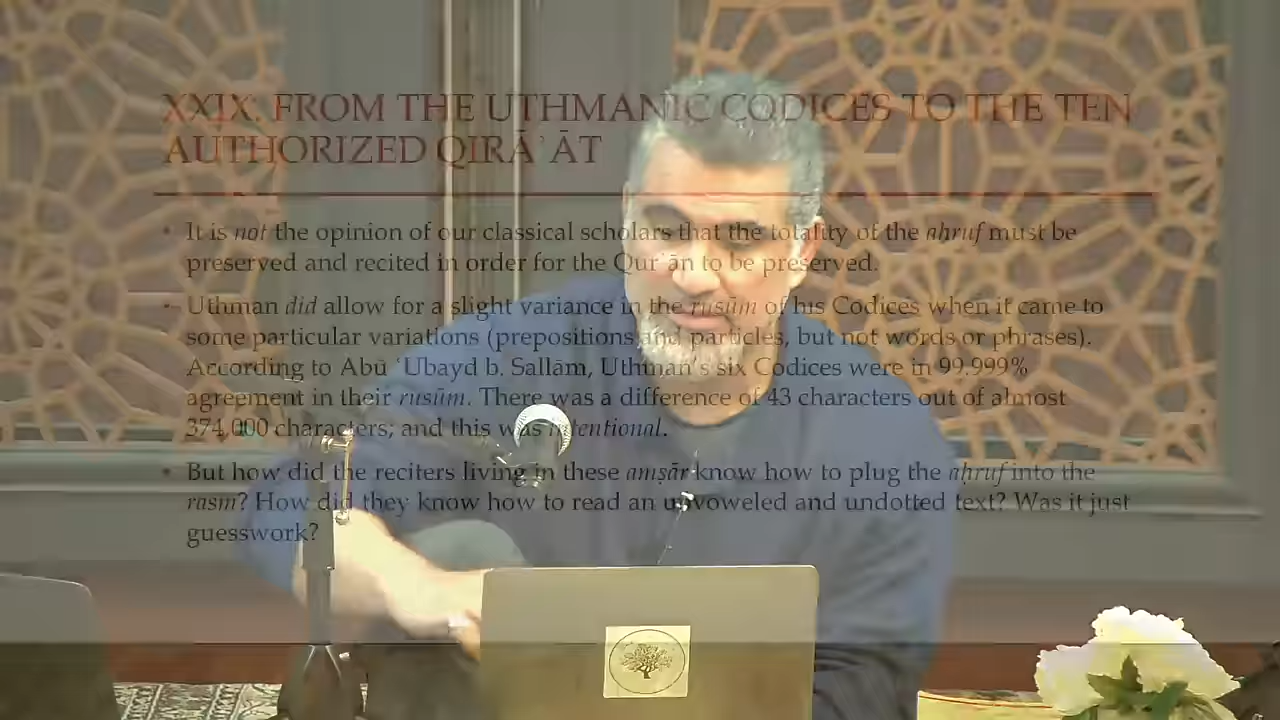 XXIX. FROM THE UTHMANIC CODICES TO THE TEN
AUTHORIZED QIRĀʾĀT
• It is not the opinion of our classical scholars that the totality of the aḥruf must be
preserved and recited in order for the Qurʾān to be preserved.
• Uthman did allow for a slight variance in the rusūm of his Codices when it came to
some particular variations (prepositions and particles, but not words or phrases).
According to Abū ʿUbayd b. Sallām, Uthman's six Codices were in 99.999%
agreement in their rusūm. There was a difference of 43 characters out of almost
374,000 characters; and this was intentional.
• But how did the reciters living in these amṣār know how to plug the aḥruf into the
rasm? How did they know how to read an unvoweled and undotted text? Was it just
guesswork?